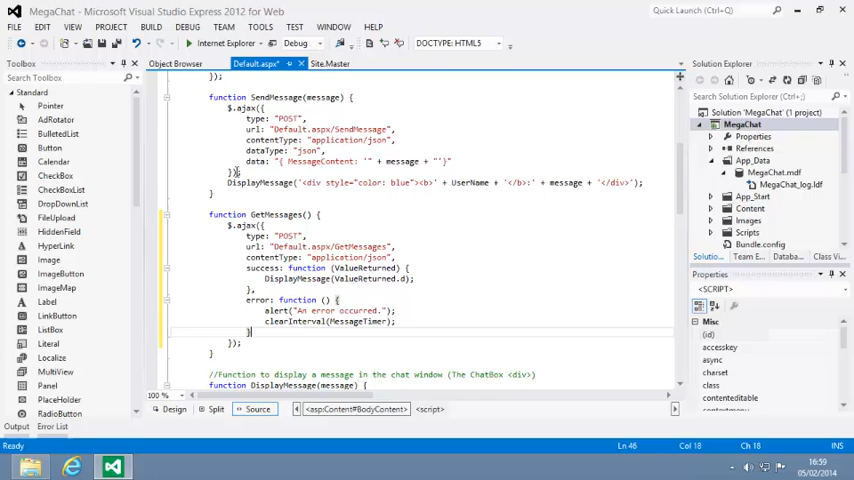 MegaChat - Microsoft Visual Studio Express 2012 for Web
Quick Launch (Ctrl+Q)
FILE EDIT VIEW PROJECT BUILD DEBUG TEAM TOOLS TEST WINDOW HELP
Internet Explorer Debug DOCTYPE: HTML5
Toolbox
Search Toolbox
Standard
Pointer
AdRotator
BulletedList
Button
Calendar
CheckBox
CheckBoxList
DropDownList
FileUpload
HiddenField
HyperLink
Image
ImageButton
ImageMap
Label
LinkButton
ListBox
Literal
Localize
MultiView
Panel
PlaceHolder
RadioButton
Object Browser Default.aspx* Site.Master
});
function SendMessage(message) {
$.ajax({
type: "POST",
url: "Default.aspx/SendMessage",
contentType: "application/json",
dataType: "json",
data: "{ MessageContent: '" + message + "'}"
});
DisplayMessage('<div style="color: blue"><b>' + UserName + '</b>:' + message + '</div>');
}
function GetMessages() {
$.ajax({
type: "POST",
url: "Default.aspx/GetMessages",
contentType: "application/json",
success: function (ValueReturned) {
DisplayMessage(ValueReturned.d);
},
error: function () {
alert("An error occurred.");
clearInterval(MessageTimer);
}
});
}
//Function to display a message in the chat window (The ChatBox <div>)
function DisplayMessage(message) {
100 %
Design Split Source <asp:Content#BodyContent> <script>
Solution Explorer
Search Solution Explorer (Ctrl+;)
Solution 'MegaChat' (1 project)
MegaChat
Properties
References
App_Data
MegaChat.mdf
MegaChat_log.ldf
App_Start
Content
Images
Scripts
Bundle.config
Solutio... Team E... Databa... Class V...
Properties
<SCRIPT>
Misc
(id)
accesskey
async
charset
class
contenteditable
contextmenu
Output Error List
Ready Ln 46 Col 18 Ch 18 INS
16:59
05/02/2014